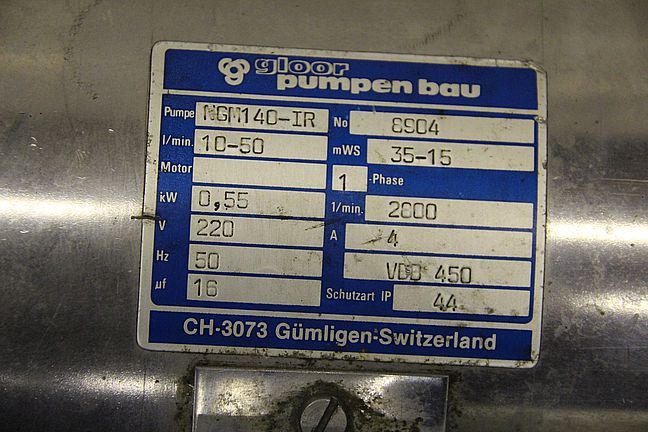 gloor
pumpen bau
Pumpe NGM140-IR No 8904
l/min. 10-50 mWS 35-15
Motor 1 -Phase
kW 0,55 1/min. 2800
V 220 A 4
Hz 50 VDB 450
µf 16 Schutzart IP 44
CH-3073 Gümligen-Switzerland